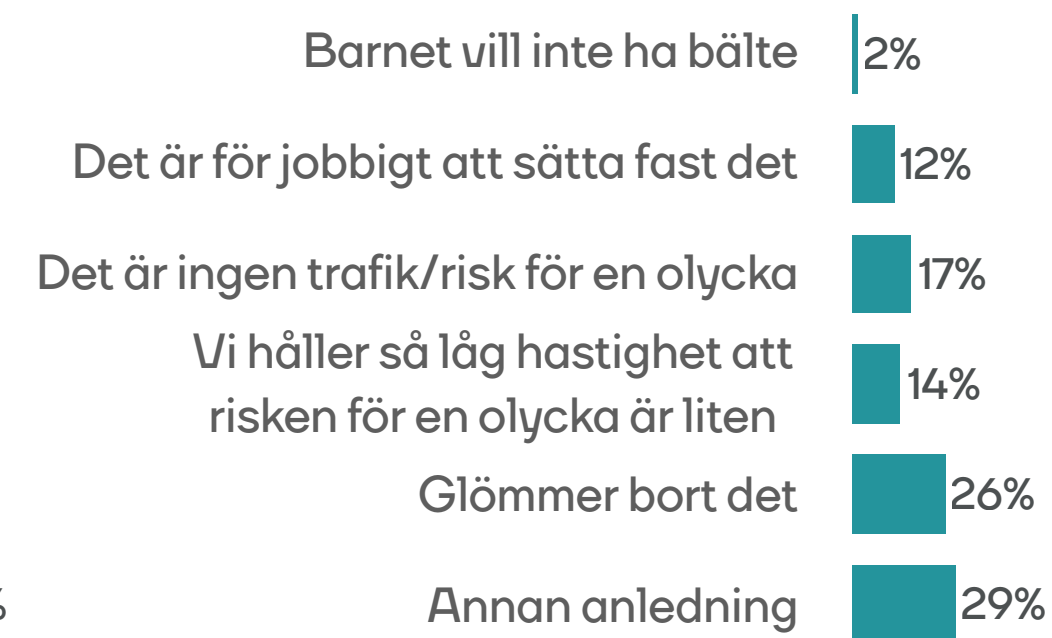 Barnet vill inte ha bälte 2%
Det är för jobbigt att sätta fast det 12%
Det är ingen trafik/risk för en olycka 17%
Vi håller så låg hastighet att
risken för en olycka är liten 14%
Glömmer bort det 26%
Annan anledning 29%